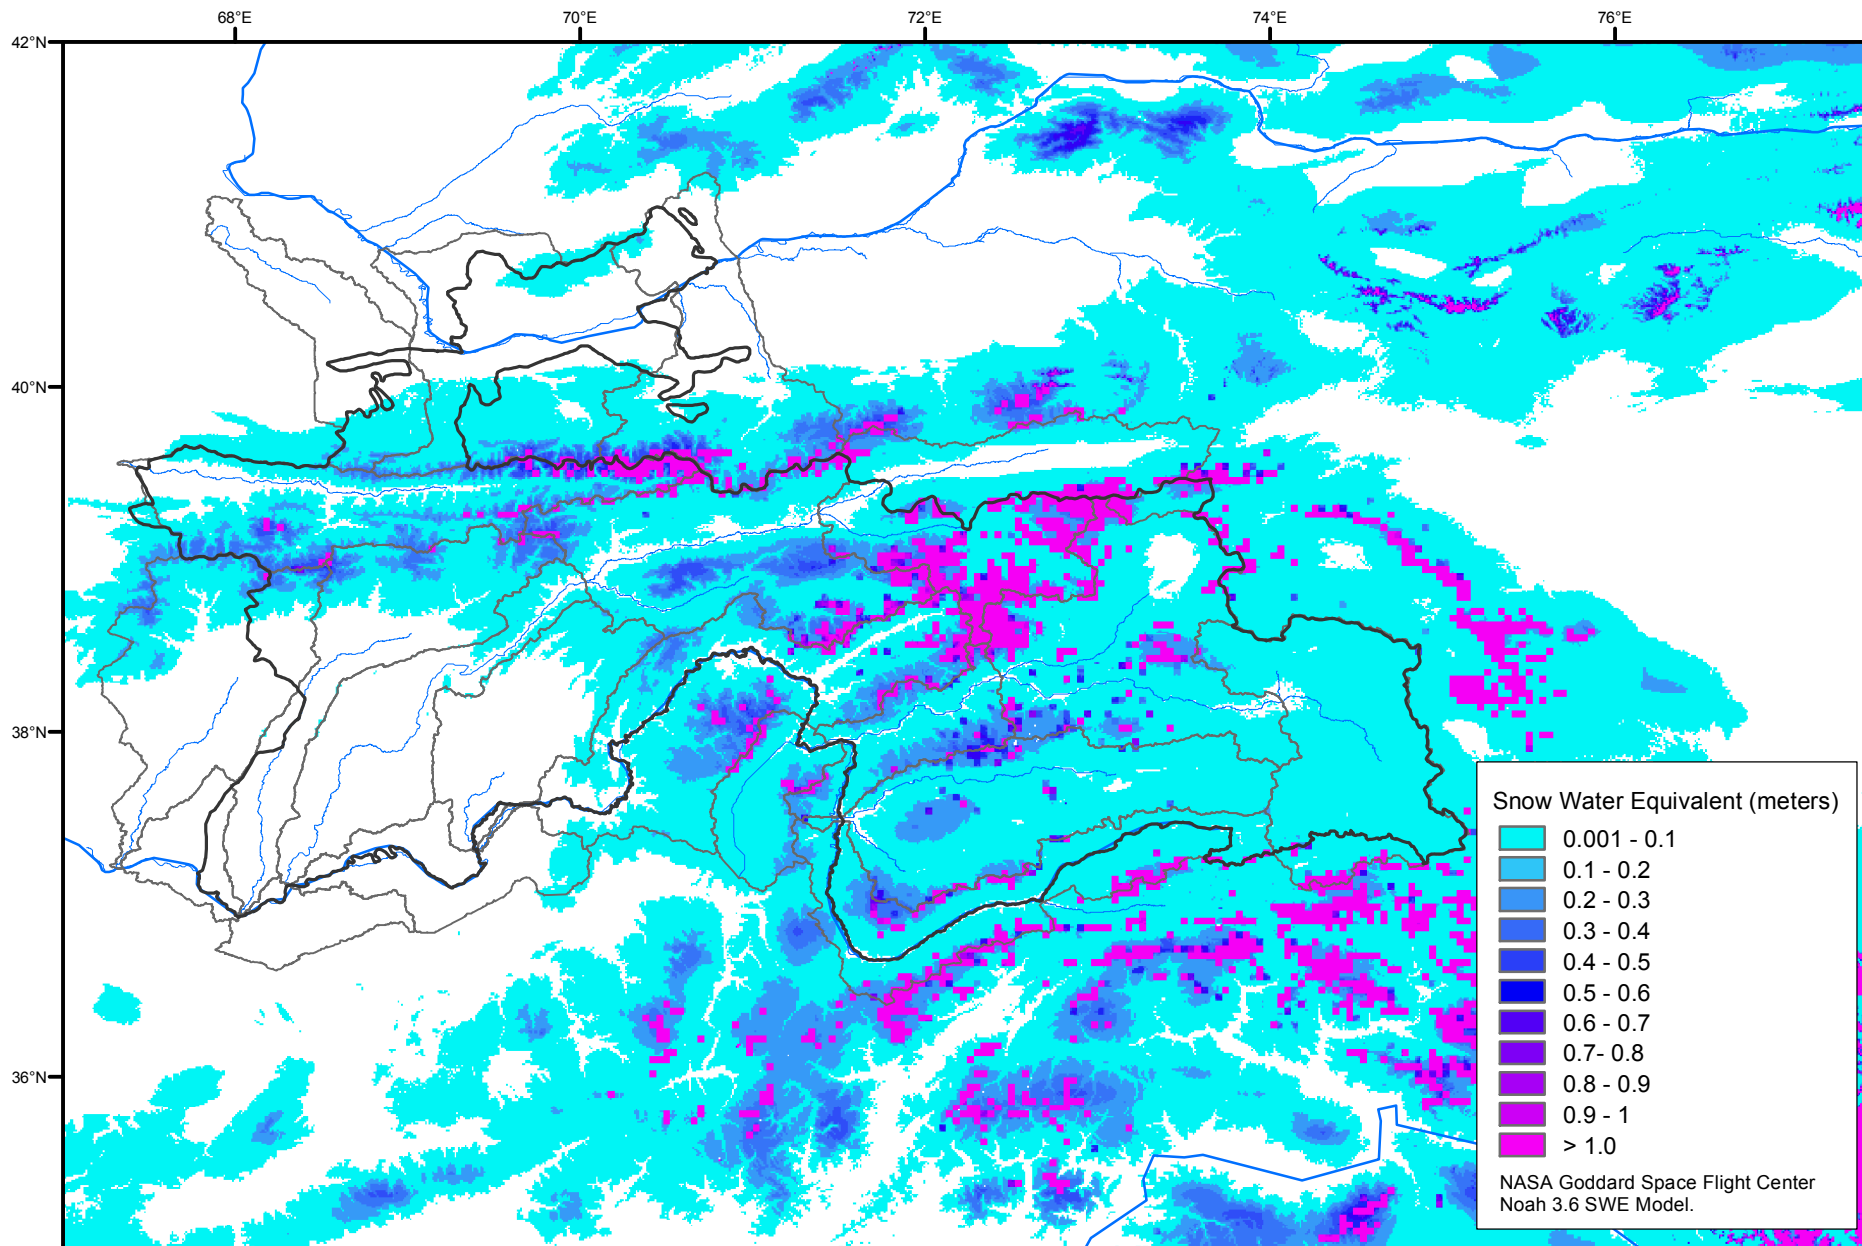 68°E 70°E 72°E 74°E 76°E
42°N
40°N
38°N
36°N
Snow Water Equivalent (meters)
0.001 - 0.1
0.1 - 0.2
0.2 - 0.3
0.3 - 0.4
0.4 - 0.5
0.5 - 0.6
0.6 - 0.7
0.7- 0.8
0.8 - 0.9
0.9 - 1
> 1.0
NASA Goddard Space Flight Center
Noah 3.6 SWE Model.